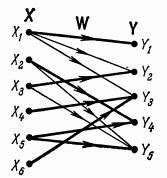 X W Y
X₁ Y₁
X₂ Y₂
X₃ Y₃
X₄ Y₄
X₅ Y₅
X₆